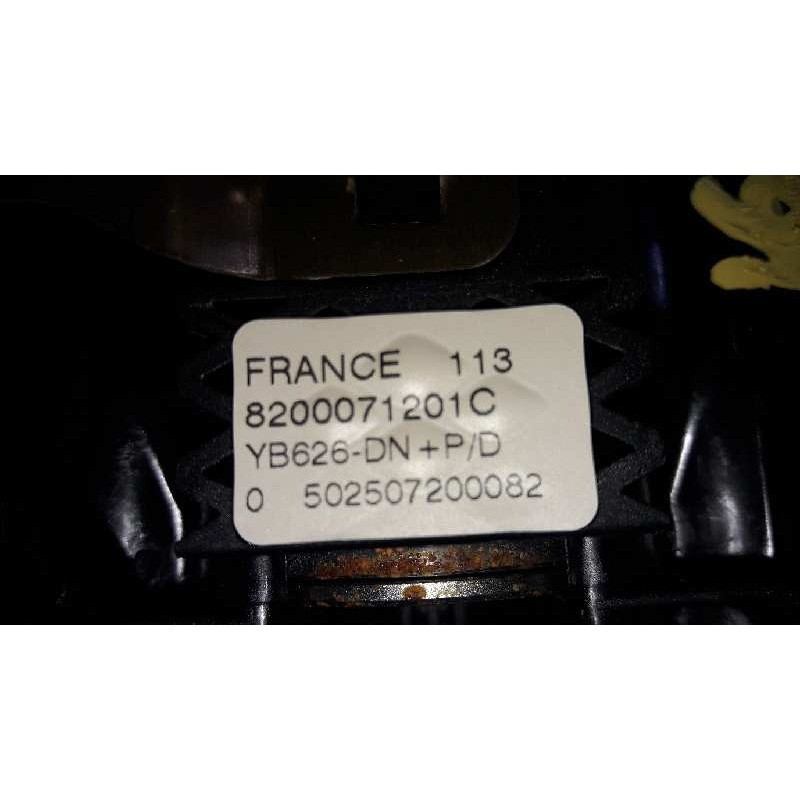 FRANCE 113
8200071201C
YB626-DN+P/D
0 502507200082